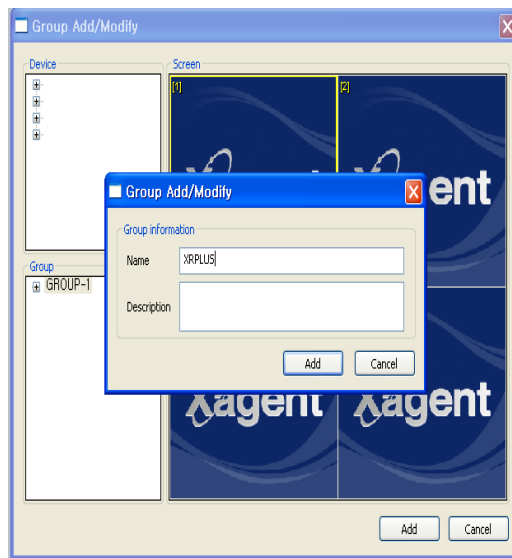 Group Add/Modify
Device
Screen
[1]
[2]
ent
Group Add/Modify
Group information
Name
XRPLUS
Description
Add
Cancel
Group
GROUP-1
Xagent
Xagent
Add
Cancel